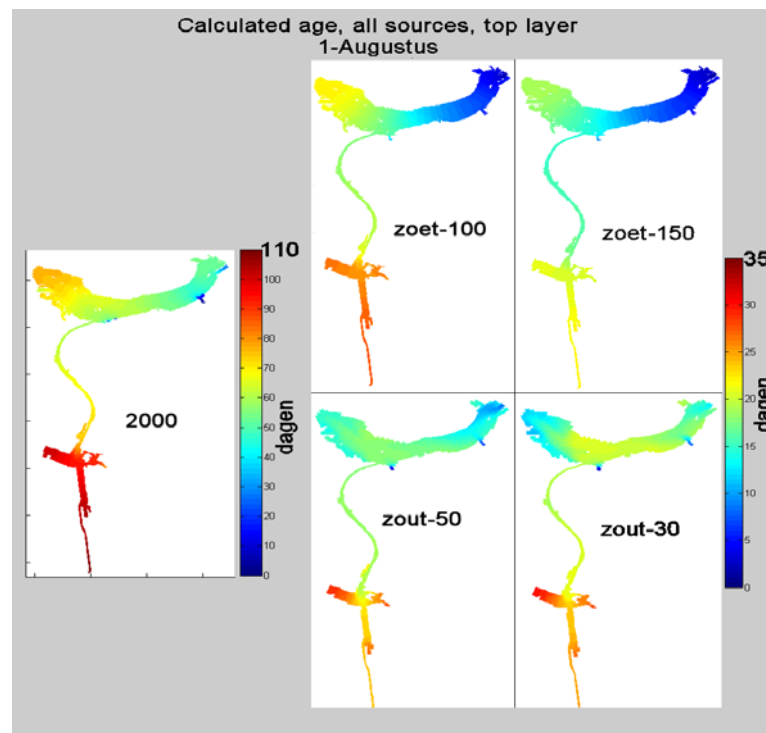 Calculated age, all sources, top layer
1-Augustus
zoet-100
zoet-150
110
100
90
80
70
60
50
40
30
20
10
0
dagen
2000
35
30
25
20
15
10
5
0
dagen
zout-50
zout-30